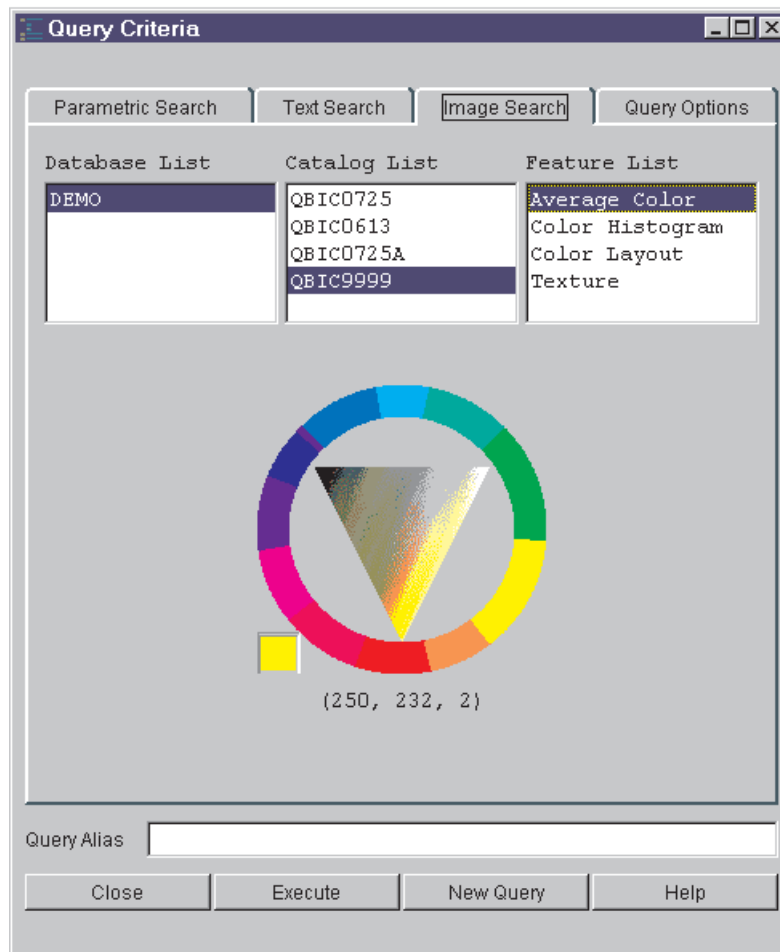 Query Criteria
Parametric Search
Text Search
Image Search
Query Options
Database List
Catalog List
Feature List
DEMO
QBIC0725
QBIC0613
QBIC0725A
QBIC9999
Average Color
Color Histogram
Color Layout
Texture
(250, 232, 2)
Query Alias
Close
Execute
New Query
Help